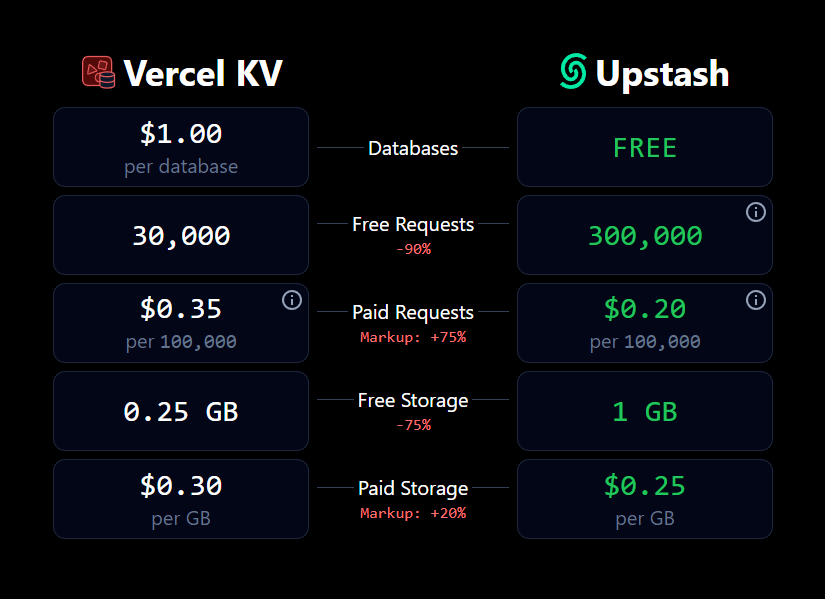 Vercel KV
Upstash
$1.00
per database
Databases
FREE
30,000
Free Requests
-90%
300,000
$0.35
per 100,000
Paid Requests
Markup: +75%
$0.20
per 100,000
0.25 GB
Free Storage
-75%
1 GB
$0.30
per GB
Paid Storage
Markup: +20%
$0.25
per GB